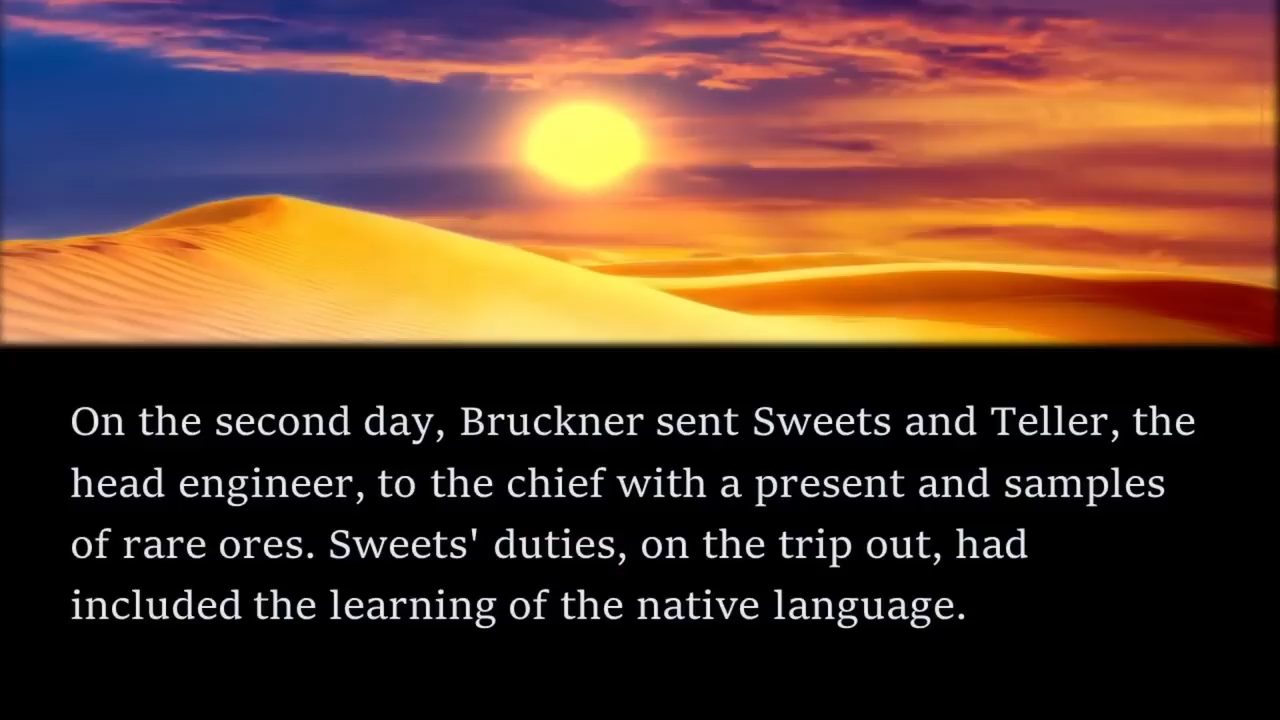 On the second day, Bruckner sent Sweets and Teller, the
head engineer, to the chief with a present and samples
of rare ores. Sweets' duties, on the trip out, had
included the learning of the native language.